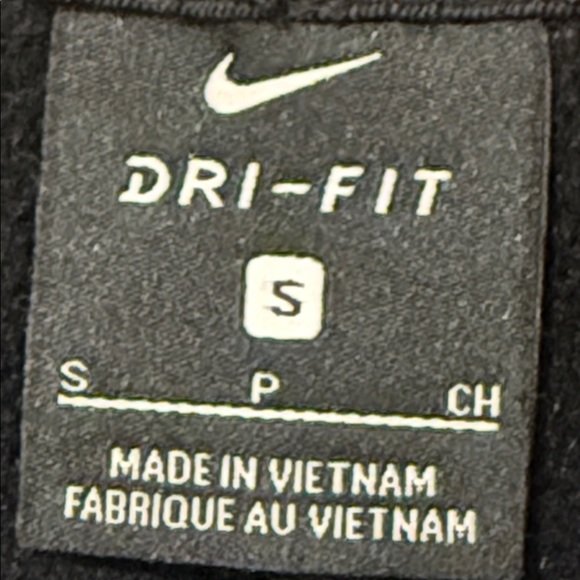 DRI-FIT
S
S P CH
MADE IN VIETNAM
FABRIQUE AU VIETNAM